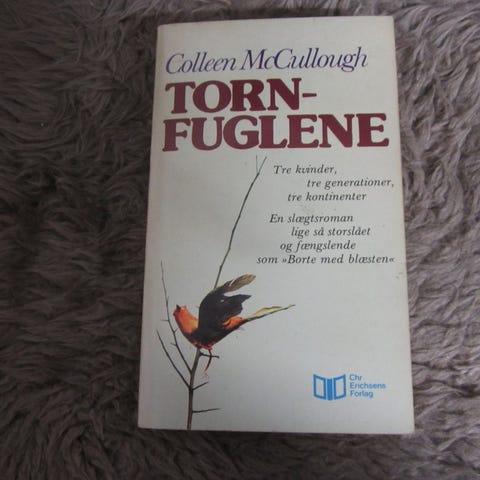 Colleen McCullough
TORN-
FUGLENE
Tre kvinder,
tre generationer,
tre kontinenter
En slægtsroman
lige så storslået
og fængslende
som »Borte med blæsten«
Chr
Erichsens
Forlag